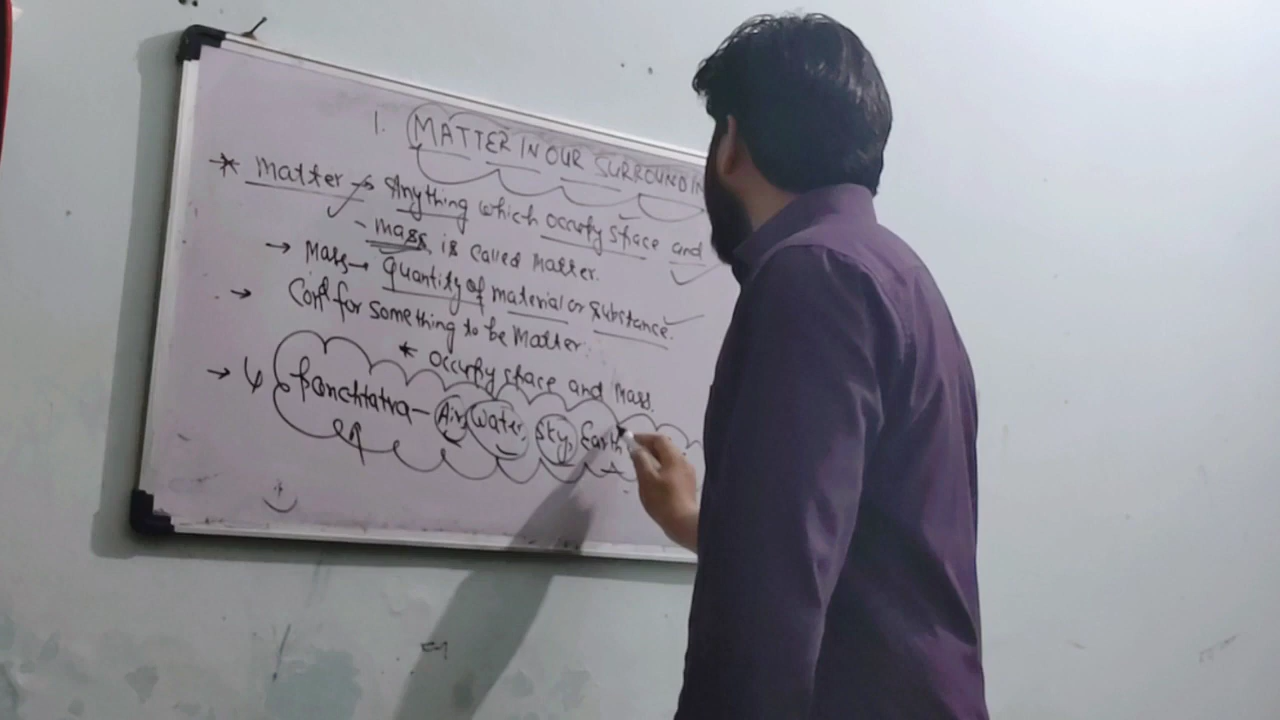 1. MATTER IN OUR SURROUNDIN
* Matter → Anything which occupy space and
- mass is called Matter.
→ Mass → Quantity of material or substance.
→ Conⁿ for something to be Matter.
* Occupy space and Mass.
→ Panchtatva - Air, Water, Sky, Earth